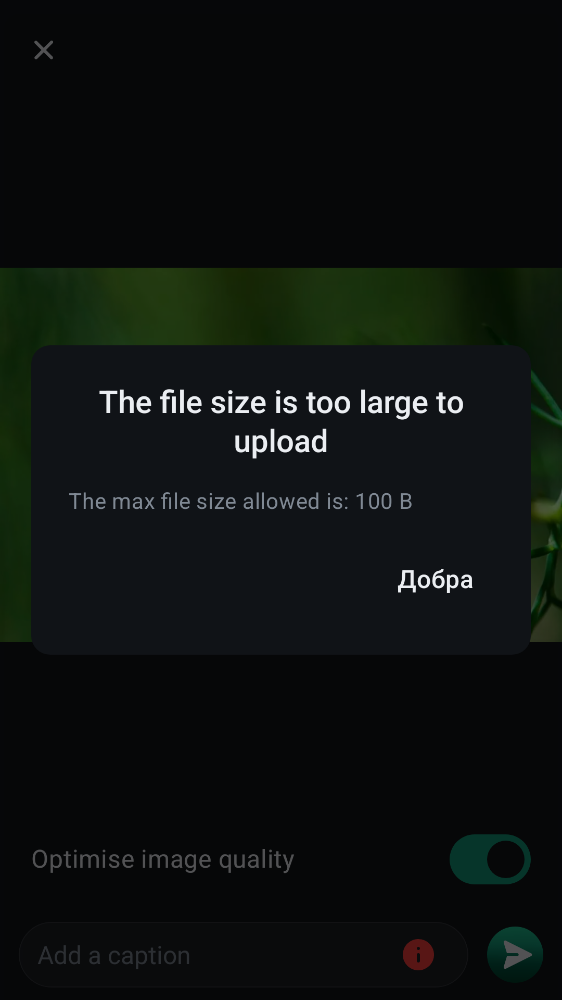 The file size is too large to
upload
The max file size allowed is: 100 B
Добра
Optimise image quality
Add a caption